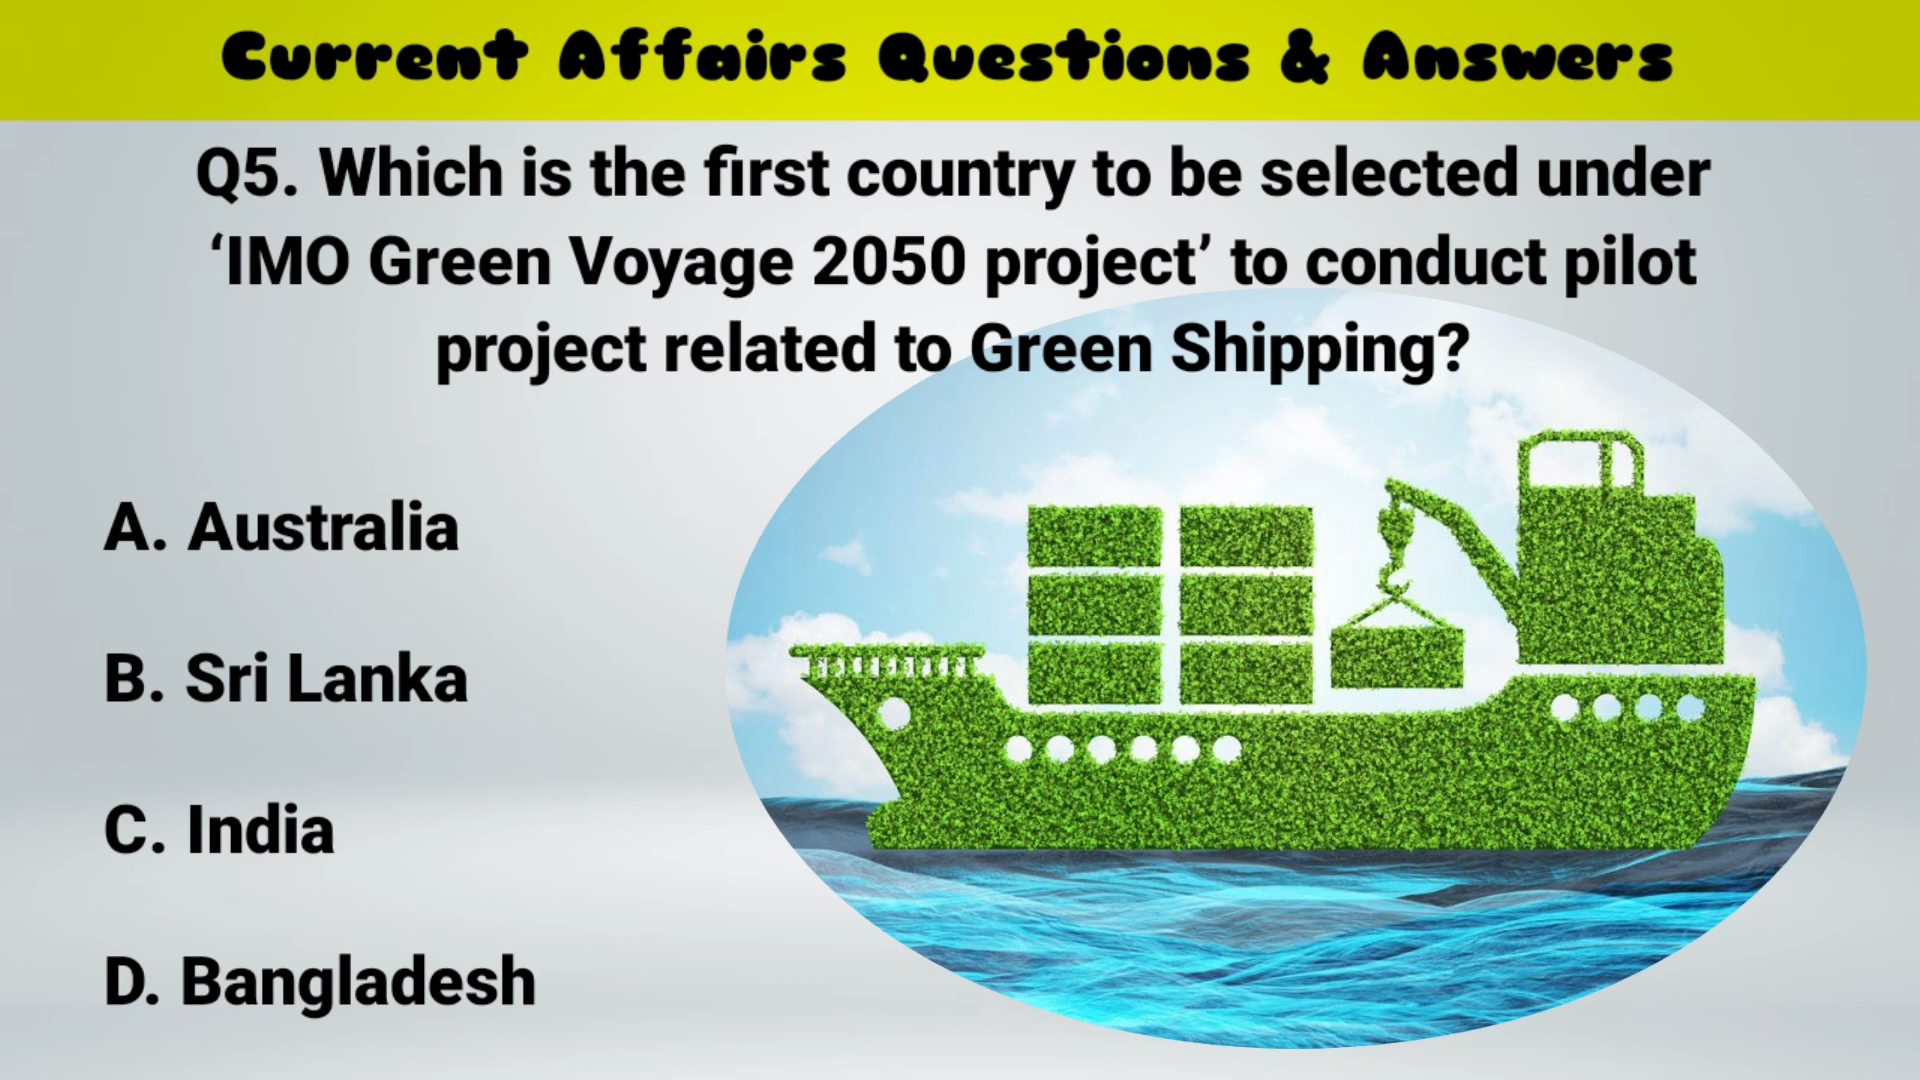 Current Affairs Questions & Answers
Q5. Which is the first country to be selected under
‘IMO Green Voyage 2050 project’ to conduct pilot
project related to Green Shipping?
A. Australia
B. Sri Lanka
C. India
D. Bangladesh